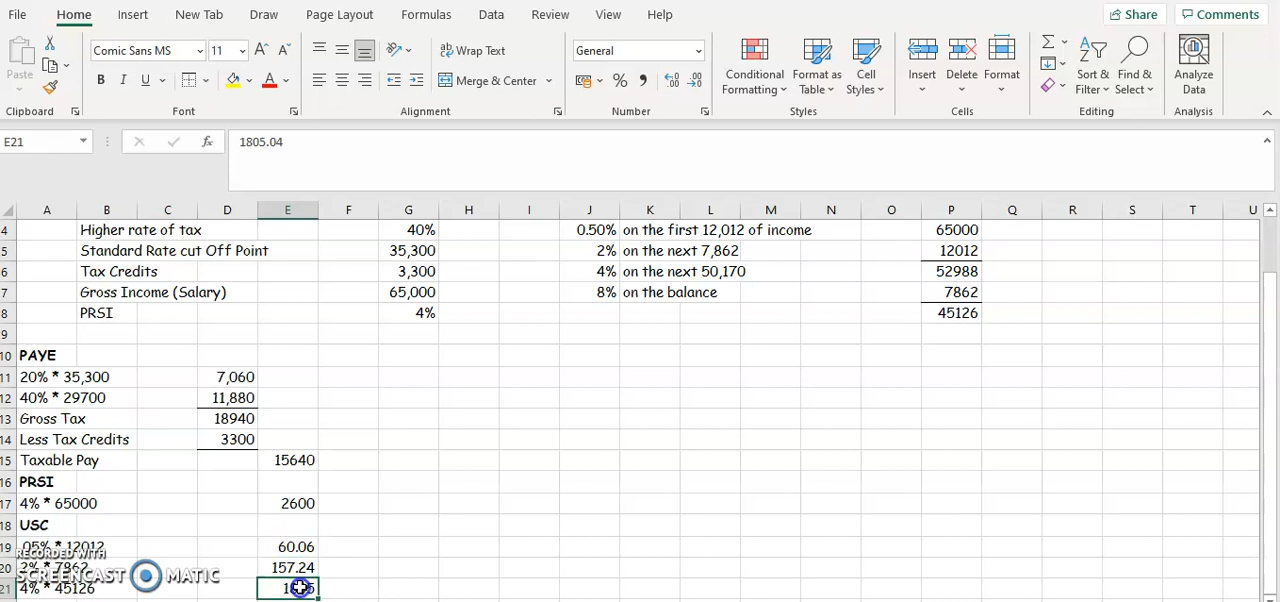 File Home Insert New Tab Draw Page Layout Formulas Data Review View Help Share Comments
Paste Comic Sans MS 11 A A Wrap Text General Conditional Formatting Format as Table Cell Styles Insert Delete Format Sort & Filter Find & Select Analyze Data
B I U A Merge & Center % 9
Clipboard Font Alignment Number Styles Cells Editing Analysis
E21 fx 1805.04
A B C D E F G H I J K L M N O P Q R S T U
4 Higher rate of tax 40% 0.50% on the first 12,012 of income 65000
5 Standard Rate cut Off Point 35,300 2% on the next 7,862 12012
6 Tax Credits 3,300 4% on the next 50,170 52988
7 Gross Income (Salary) 65,000 8% on the balance 7862
8 PRSI 4% 45126
9
10 PAYE
11 20% * 35,300 7,060
12 40% * 29700 11,880
13 Gross Tax 18940
14 Less Tax Credits 3300
15 Taxable Pay 15640
16 PRSI
17 4% * 65000 2600
18 USC
19 .05% * 12012 60.06
RECORDED WITH
20 2% * 7862 157.24
SCREENCAST MATIC
21 4% * 45126